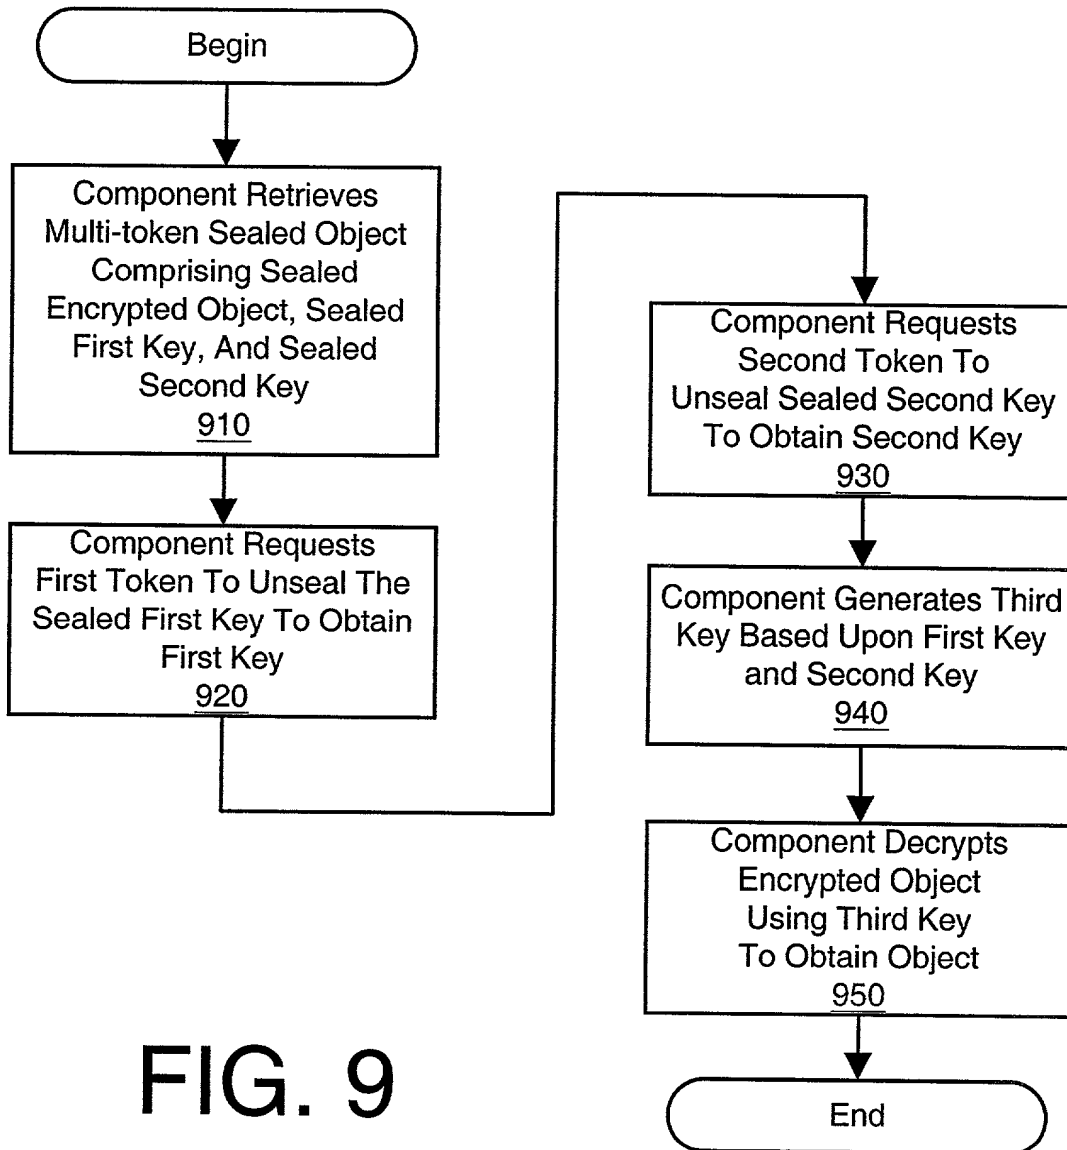 Begin
Component Retrieves
Multi-token Sealed Object
Comprising Sealed
Encrypted Object, Sealed
First Key, And Sealed
Second Key
910
Component Requests
First Token To Unseal The
Sealed First Key To Obtain
First Key
920
Component Requests
Second Token To
Unseal Sealed Second Key
To Obtain Second Key
930
Component Generates Third
Key Based Upon First Key
and Second Key
940
Component Decrypts
Encrypted Object
Using Third Key
To Obtain Object
950
End
FIG. 9